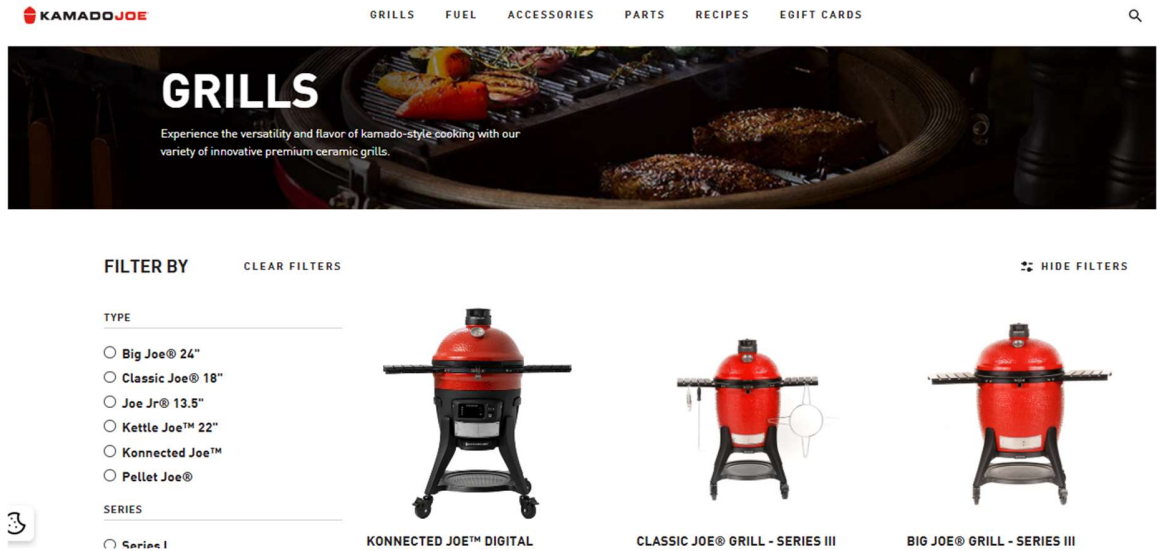 KAMADOJOE
GRILLS FUEL ACCESSORIES PARTS RECIPES EGIFT CARDS
GRILLS
Experience the versatility and flavor of kamado-style cooking with our
variety of innovative premium ceramic grills.
FILTER BY CLEAR FILTERS HIDE FILTERS
TYPE
Big Joe® 24"
Classic Joe® 18"
Joe Jr® 13.5"
Kettle Joe™ 22"
Konnected Joe™
Pellet Joe®
SERIES
Series I
KONNECTED JOE™ DIGITAL CLASSIC JOE® GRILL - SERIES III BIG JOE® GRILL - SERIES III